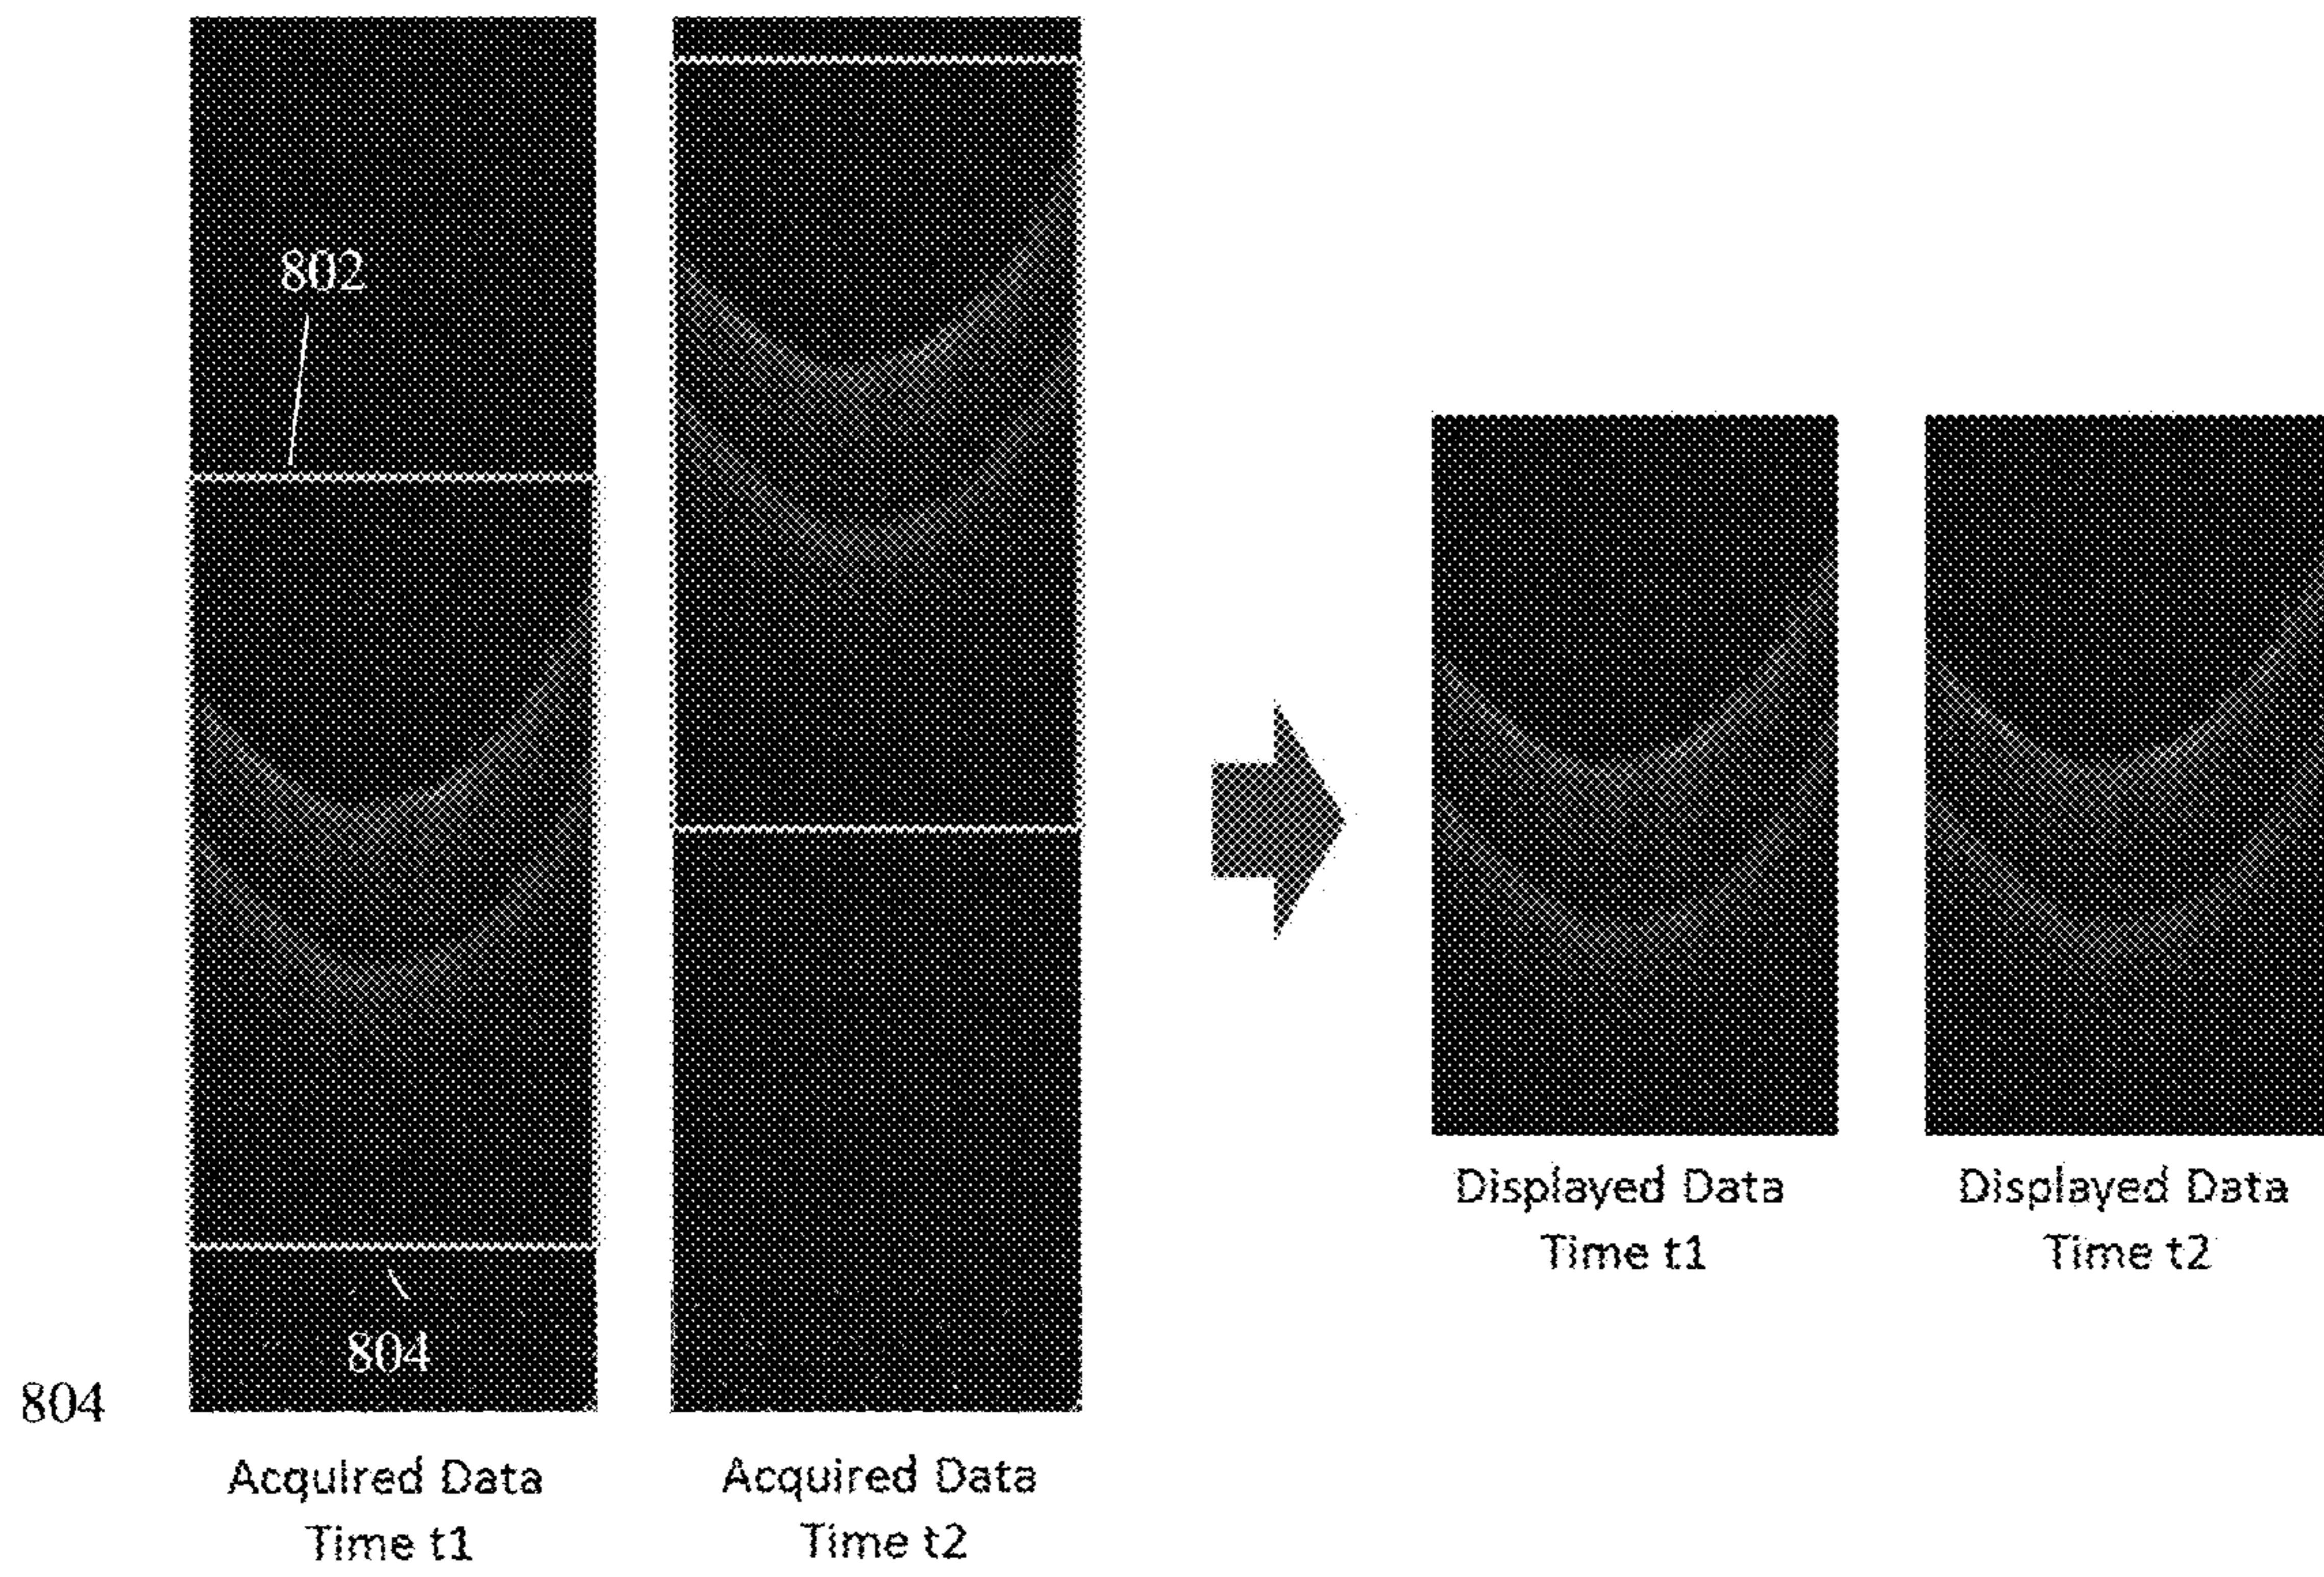 802
804
804
Acquired Data
Time t1
Acquired Data
Time t2
Displayed Data
Time t1
Displayed Data
Time t2